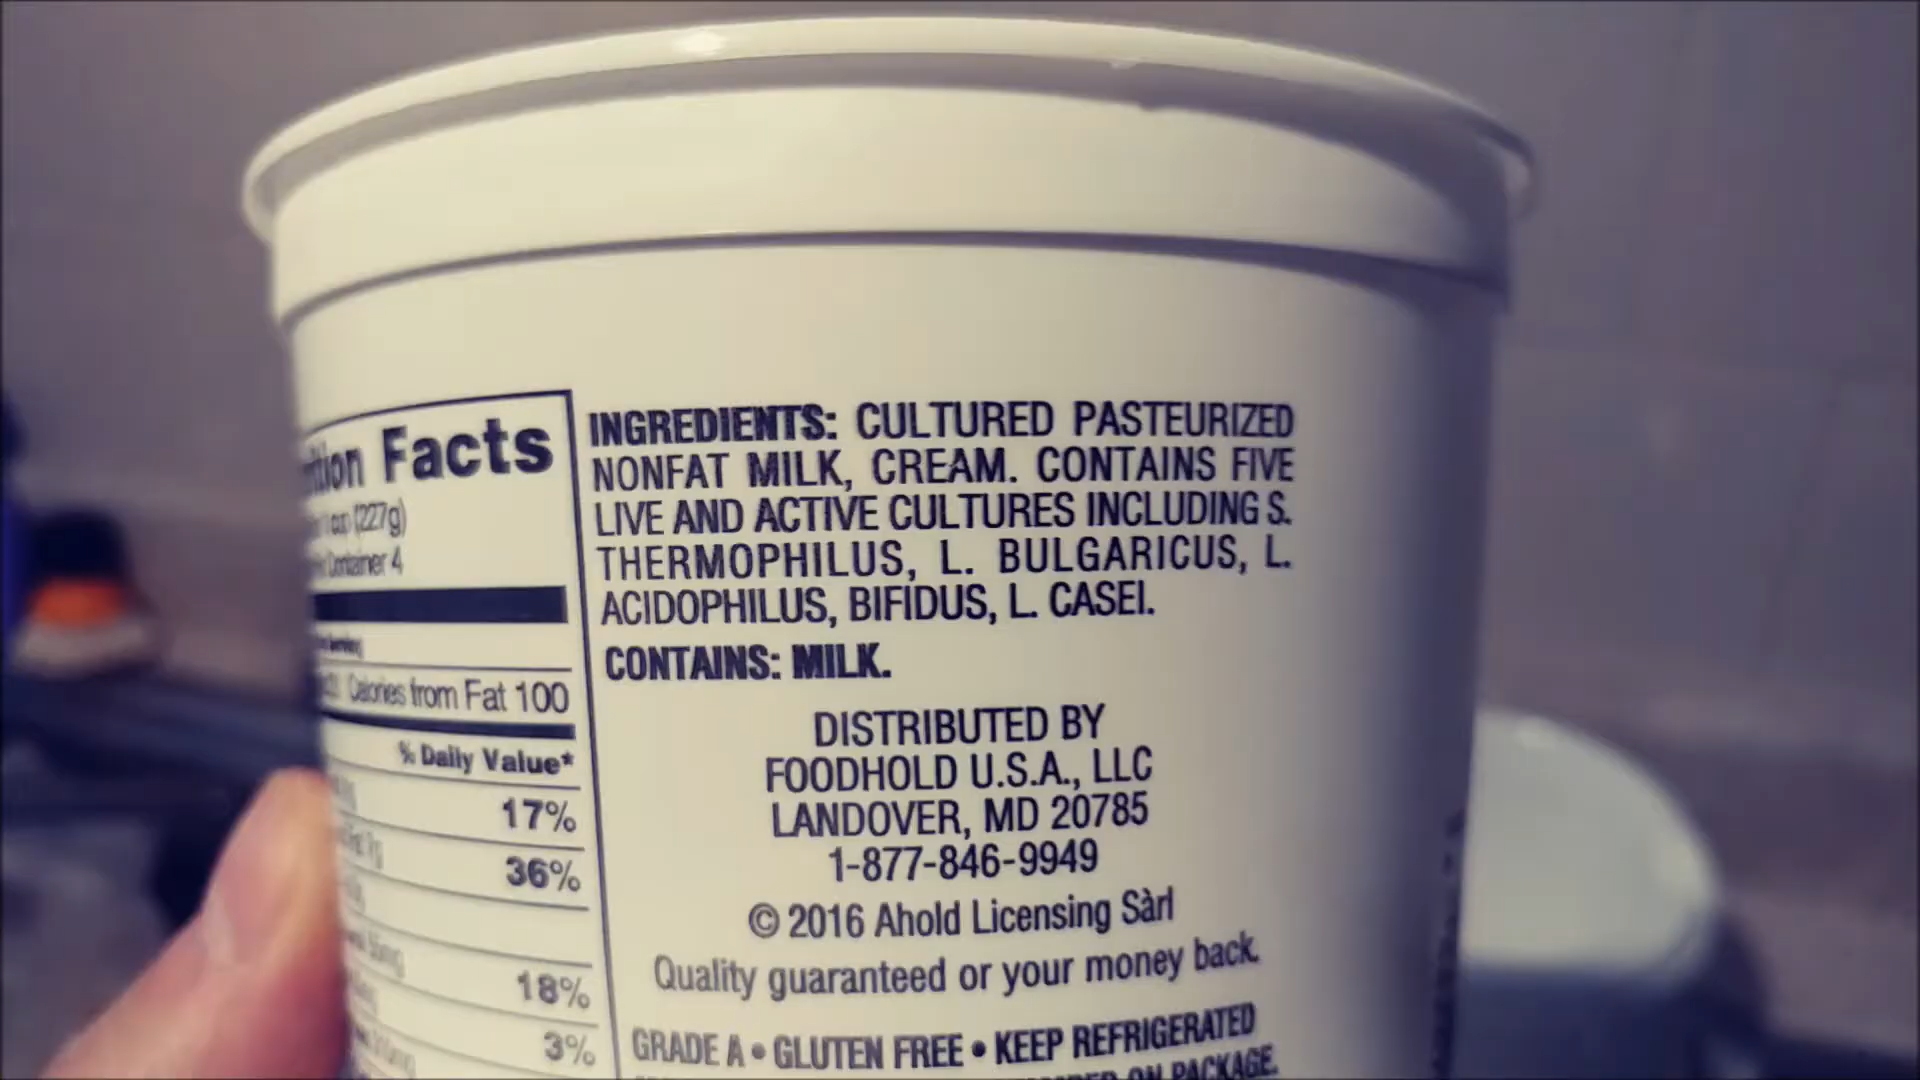 Facts
cup (227g)
Container 4
Calories from Fat 100
% Daily Value*
17%
36%
18%
3%
INGREDIENTS: CULTURED PASTEURIZED
NONFAT MILK, CREAM. CONTAINS FIVE
LIVE AND ACTIVE CULTURES INCLUDING S.
THERMOPHILUS, L. BULGARICUS, L.
ACIDOPHILUS, BIFIDUS, L. CASEI.
CONTAINS: MILK.
DISTRIBUTED BY
FOODHOLD U.S.A., LLC
LANDOVER, MD 20785
1-877-846-9949
© 2016 Ahold Licensing Sàrl
Quality guaranteed or your money back.
GRADE A • GLUTEN FREE • KEEP REFRIGERATED
ON PACKAGE.